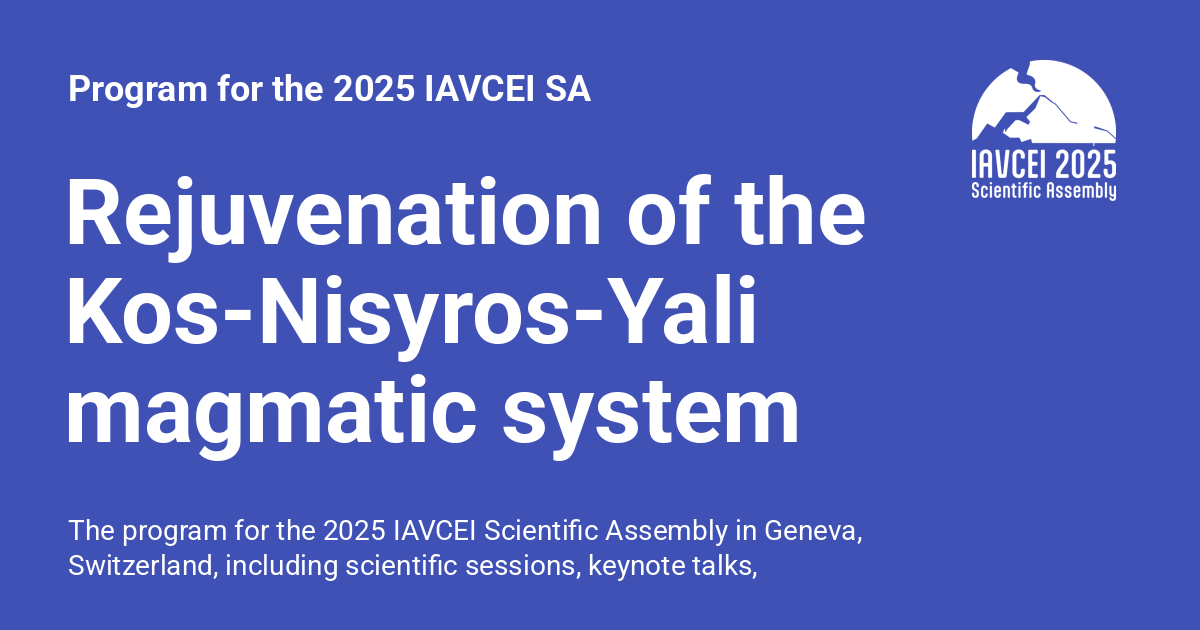 Program for the 2025 IAVCEI SA
IAVCEI 2025
Scientific Assembly
Rejuvenation of the
Kos-Nisyros-Yali
magmatic system
The program for the 2025 IAVCEI Scientific Assembly in Geneva,
Switzerland, including scientific sessions, keynote talks,